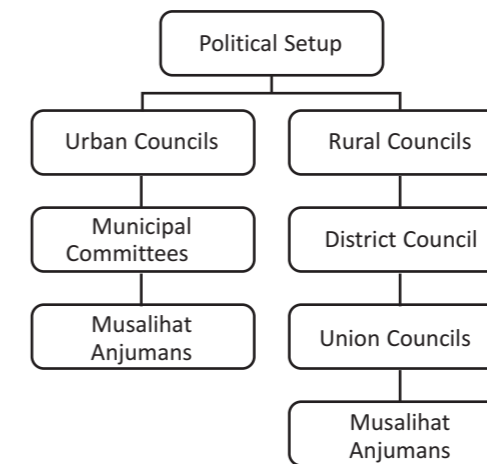 Political Setup
Urban Councils
Rural Councils
Municipal
Committees
District Council
Musalihat
Anjumans
Union Councils
Musalihat
Anjumans